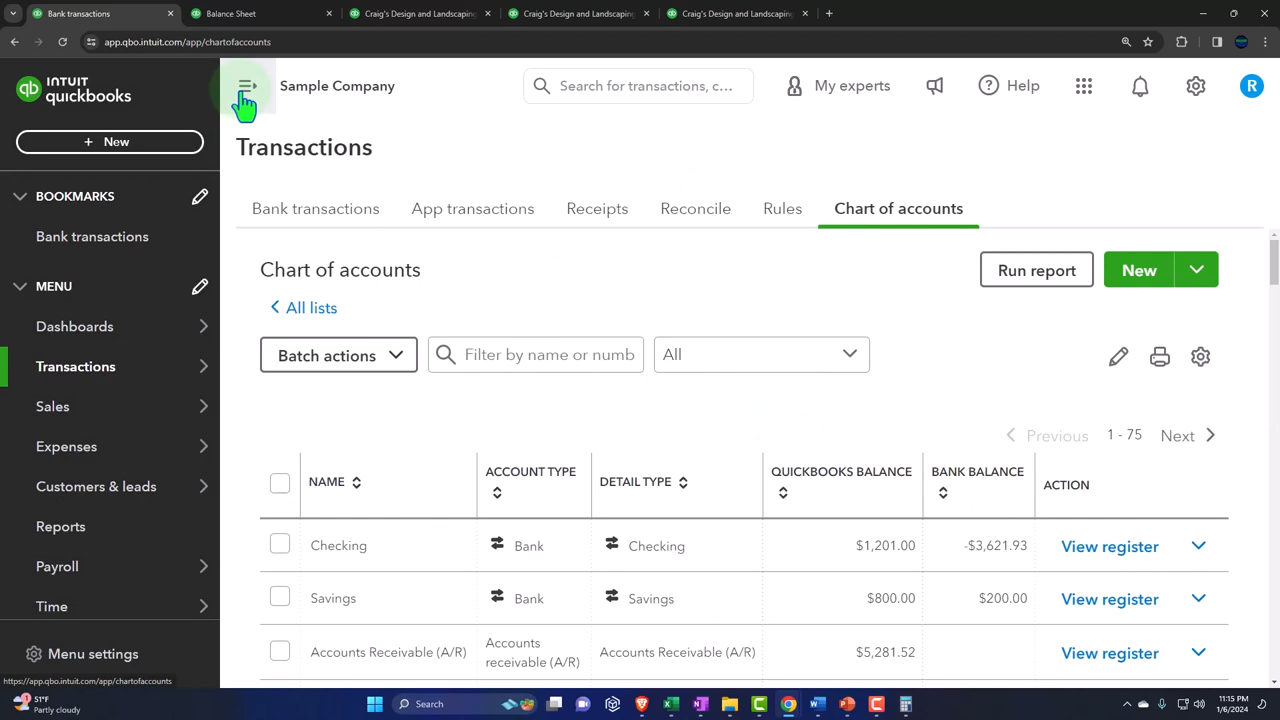 Bank transactions
Balance Sheet
Craig's Design and Landscaping
Craig's Design and Landscaping
Craig's Design and Landscaping
app.qbo.intuit.com/app/chartofaccounts
qb
INTUIT
quickbooks
Sample Company
Search for transactions, c...
My experts
Help
R
+ New
BOOKMARKS
Bank transactions
MENU
Dashboards
Transactions
Sales
Expenses
Customers & leads
Reports
Payroll
Time
Menu settings
Transactions
Bank transactions
App transactions
Receipts
Reconcile
Rules
Chart of accounts
Chart of accounts
Run report
New
All lists
Batch actions
Filter by name or numb
All
Previous 1 - 75 Next
NAME ACCOUNT TYPE DETAIL TYPE QUICKBOOKS BALANCE BANK BALANCE ACTION
Checking Bank Checking $1,201.00 -$3,621.93 View register
Savings Bank Savings $800.00 $200.00 View register
Accounts Receivable (A/R) Accounts receivable (A/R) Accounts Receivable (A/R) $5,281.52 View register
https://app.qbo.intuit.com/app/chartofaccounts
51°F
Partly cloudy
Search
11:15 PM
1/6/2024